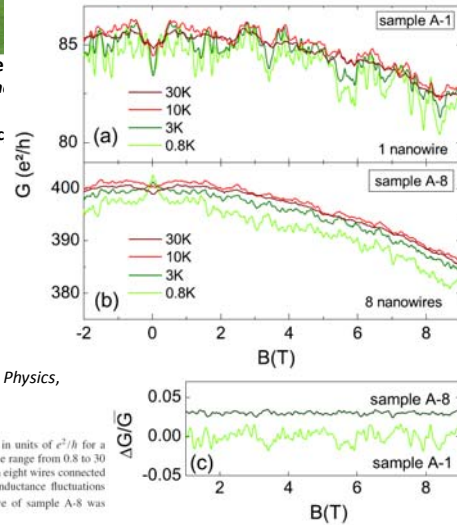 sample A-1
85
80
30K
10K
3K
0.8K
(a)
1 nanowire
G (e²/h)
sample A-8
400
390
380
30K
10K
3K
0.8K
(b)
8 nanowires
-2 0 2 4 6 8
B(T)
Physics,
in units of e²/h for a
e range from 0.8 to 30
eight wires connected
nductance fluctuations
e of sample A-8 was
0.05
0.00
-0.05
ΔG/G̅
sample A-8
(c)
sample A-1
2 4 6 8
B(T)